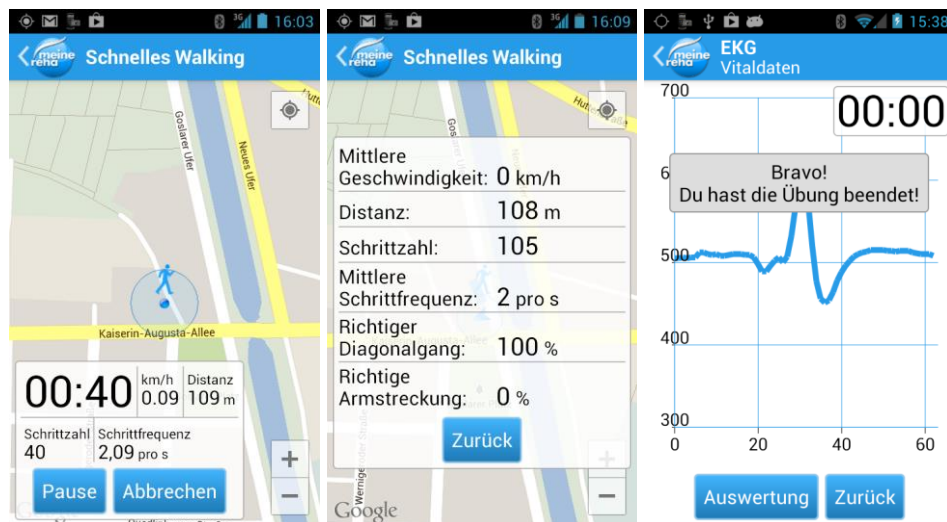 16:03
meine
reha
Schnelles Walking
Goslarer Ufer
Neues Ufer
Kaiserin-Augusta-Allee
00:40
km/h
0.09
Distanz
109 m
Schrittzahl
40
Schrittfrequenz
2,09 pro s
Pause
Abbrechen
+
−
3G
16:09
meine
reha
Schnelles Walking
Mittlere
Geschwindigkeit: 0 km/h
Distanz: 108 m
Schrittzahl: 105
Mittlere
Schrittfrequenz: 2 pro s
Richtiger
Diagonalgang: 100 %
Richtige
Armstreckung: 0 %
Zurück
+
−
Google
15:38
meine
reha
EKG
Vitaldaten
700
00:00
Bravo!
Du hast die Übung beendet!
500
400
300
0 20 40 60
Auswertung
Zurück